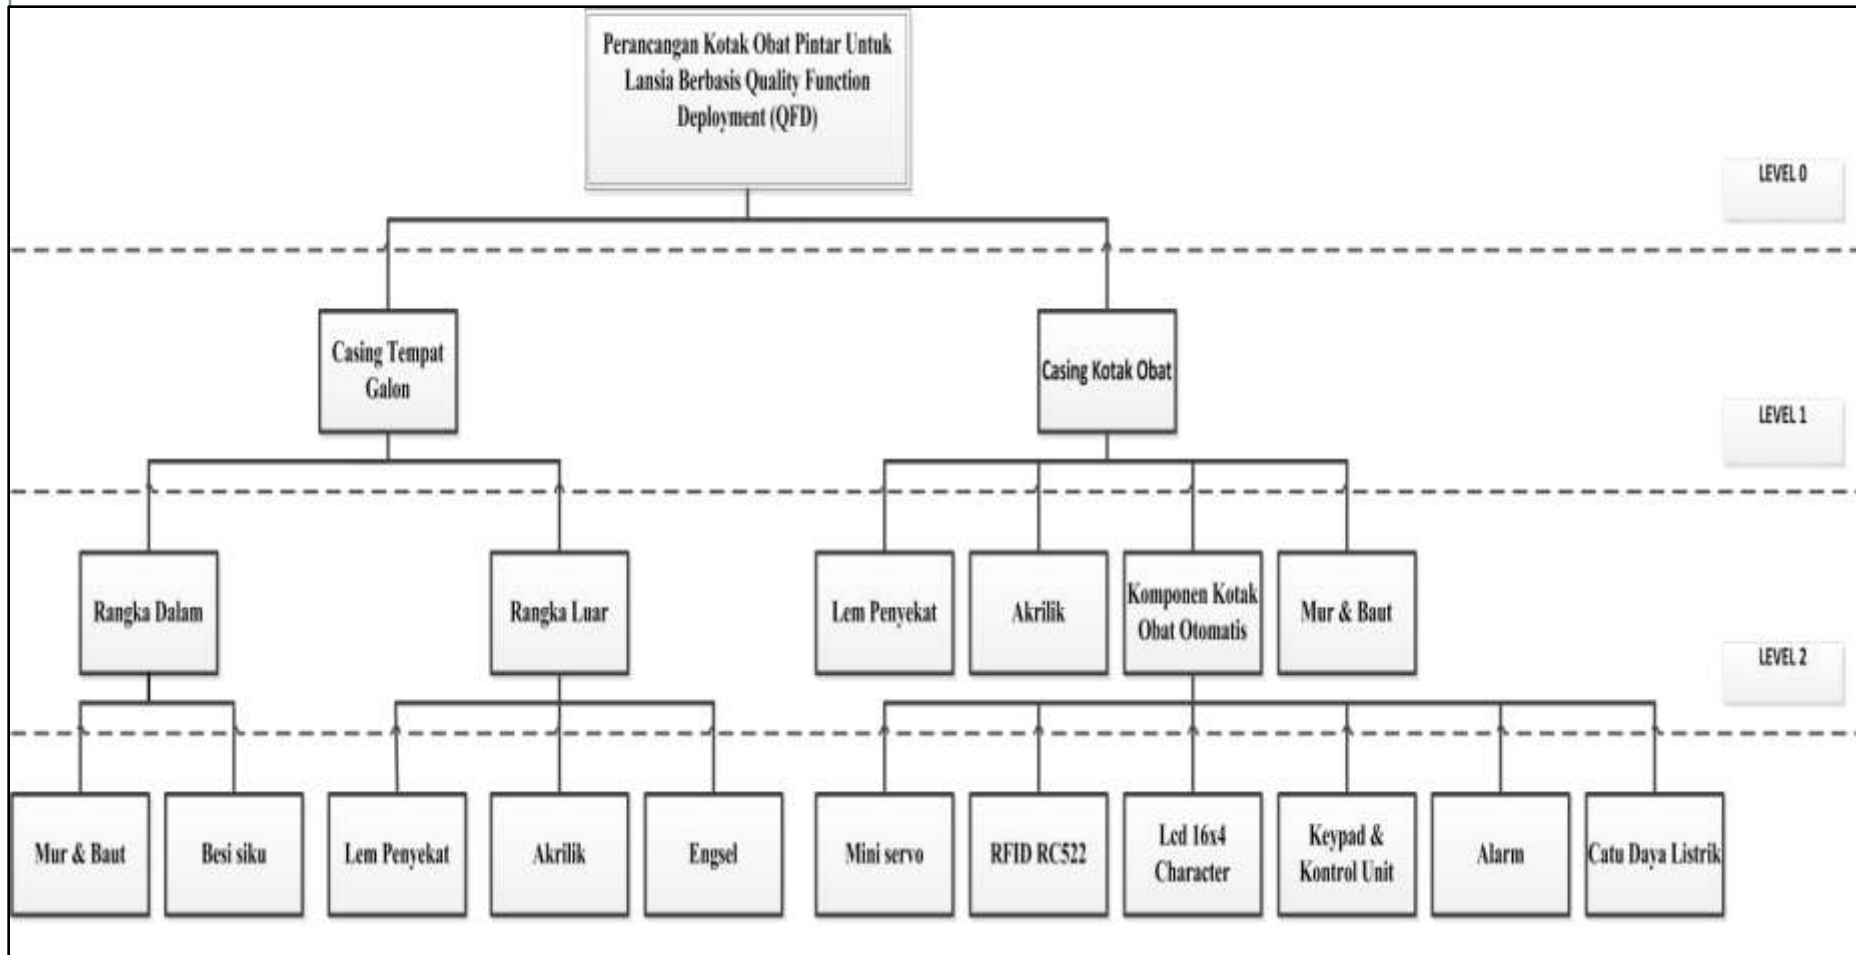 Perancangan Kotak Obat Pintar Untuk
Lansia Berbasis Quality Function
Deployment (QFD)
LEVEL 0
Casing Tempat
Galon
Casing Kotak Obat
LEVEL 1
Rangka Dalam
Rangka Luar
Lem Penyekat
Akrilik
Komponen Kotak
Obat Otomatis
Mur & Baut
LEVEL 2
Mur & Baut
Besi siku
Lem Penyekat
Akrilik
Engsel
Mini servo
RFID RC522
Lcd 16x4
Character
Keypad &
Kontrol Unit
Alarm
Catu Daya Listrik